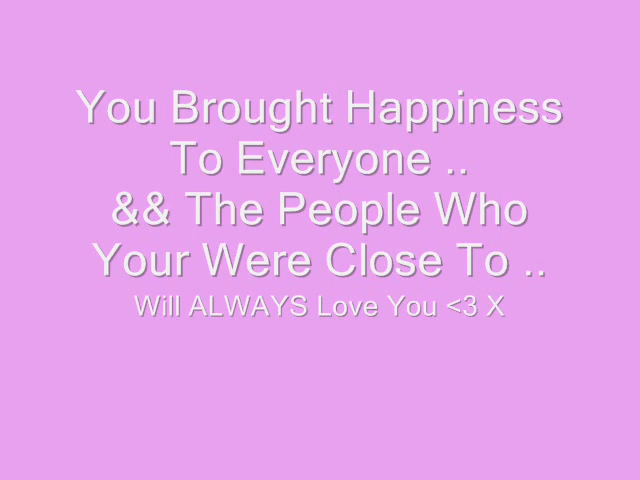 You Brought Happiness
To Everyone ..
&& The People Who
Your Were Close To ..
Will ALWAYS Love You <3 X